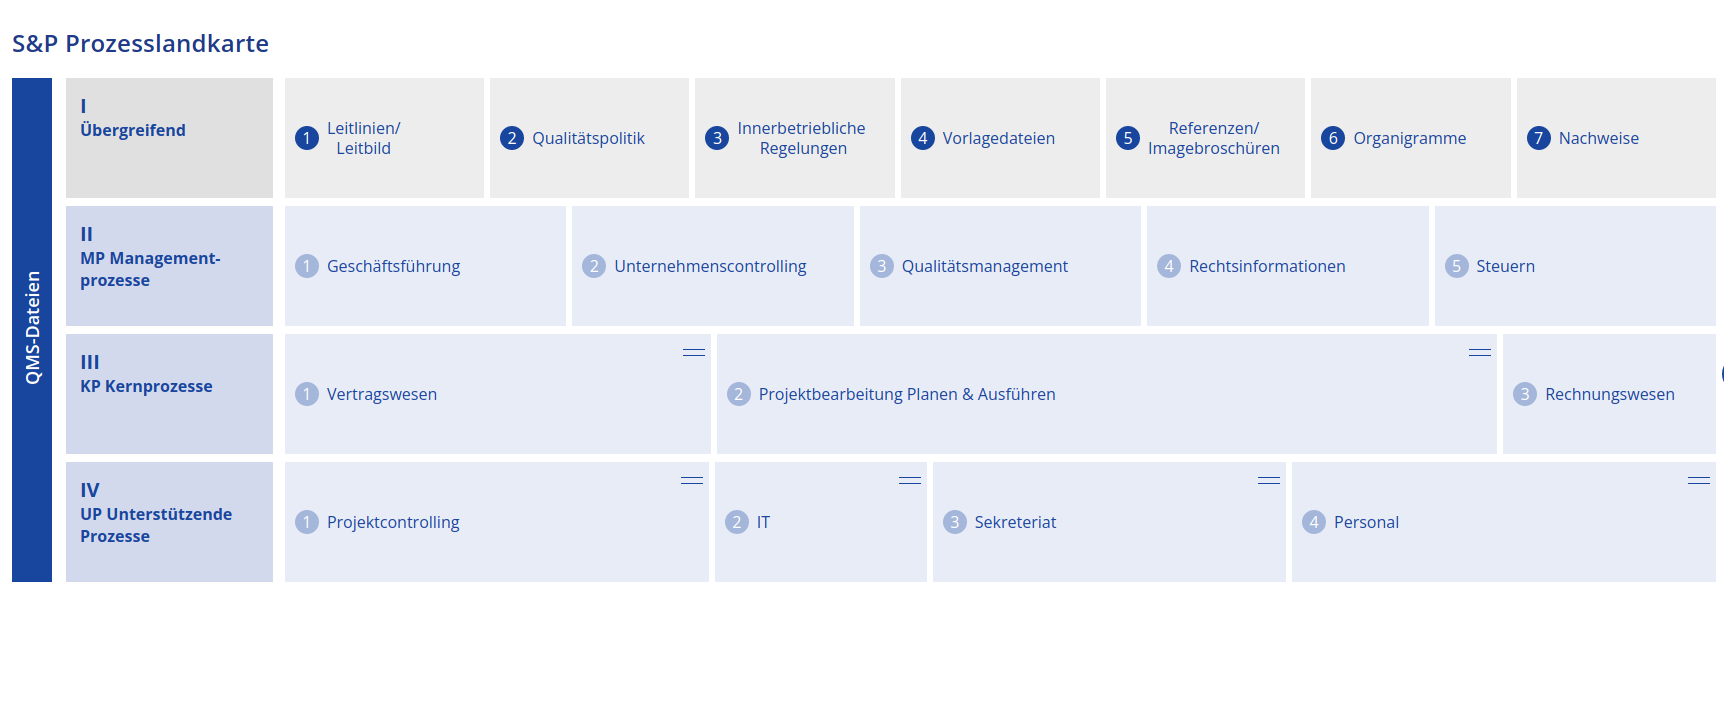 S&P Prozesslandkarte
QMS-Dateien
I
Übergreifend
1
Leitlinien/
Leitbild
2 Qualitätspolitik
3
Innerbetriebliche
Regelungen
4 Vorlagedateien
5
Referenzen/
Imagebroschüren
6 Organigramme
7 Nachweise
II
MP Management-
prozesse
1 Geschäftsführung
2 Unternehmenscontrolling
3 Qualitätsmanagement
4 Rechtsinformationen
5 Steuern
III
KP Kernprozesse
1 Vertragswesen
2 Projektbearbeitung Planen & Ausführen
3 Rechnungswesen
IV
UP Unterstützende
Prozesse
1 Projektcontrolling
2 IT
3 Sekreteriat
4 Personal